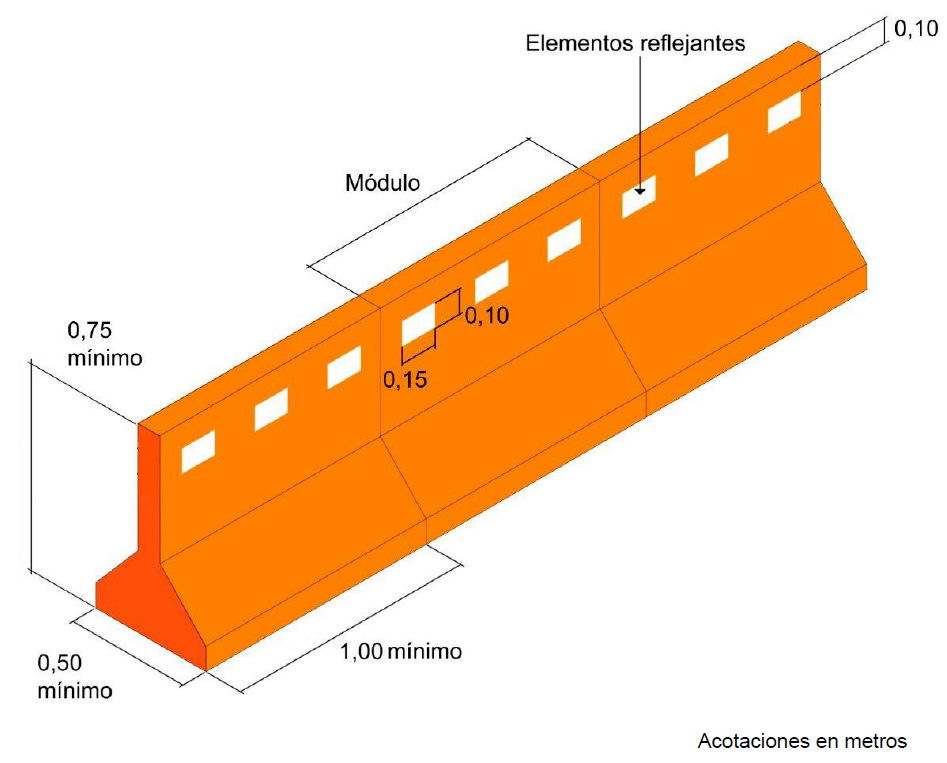 0,10
Elementos reflejantes
Módulo
0,10
0,15
0,75
mínimo
1,00 mínimo
0,50
mínimo
Acotaciones en metros